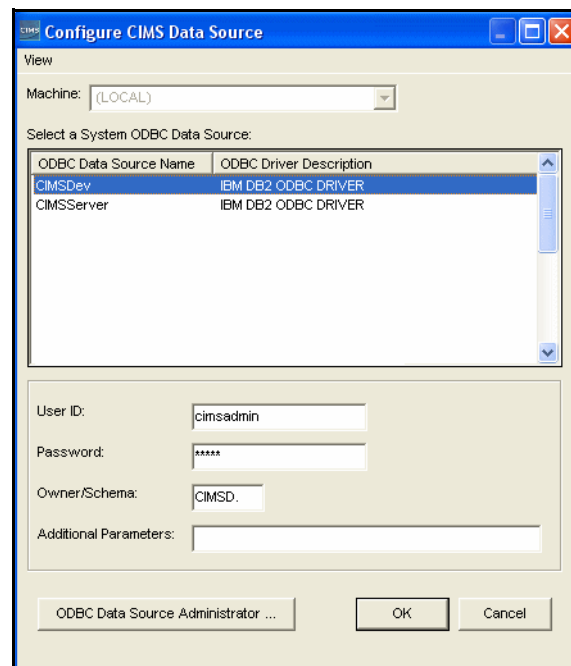 CIMS Configure CIMS Data Source
View
Machine: (LOCAL)
Select a System ODBC Data Source:
ODBC Data Source Name ODBC Driver Description
CIMSDev IBM DB2 ODBC DRIVER
CIMSServer IBM DB2 ODBC DRIVER
User ID: cimsadmin
Password: *****
Owner/Schema: CIMSD.
Additional Parameters:
ODBC Data Source Administrator ... OK Cancel